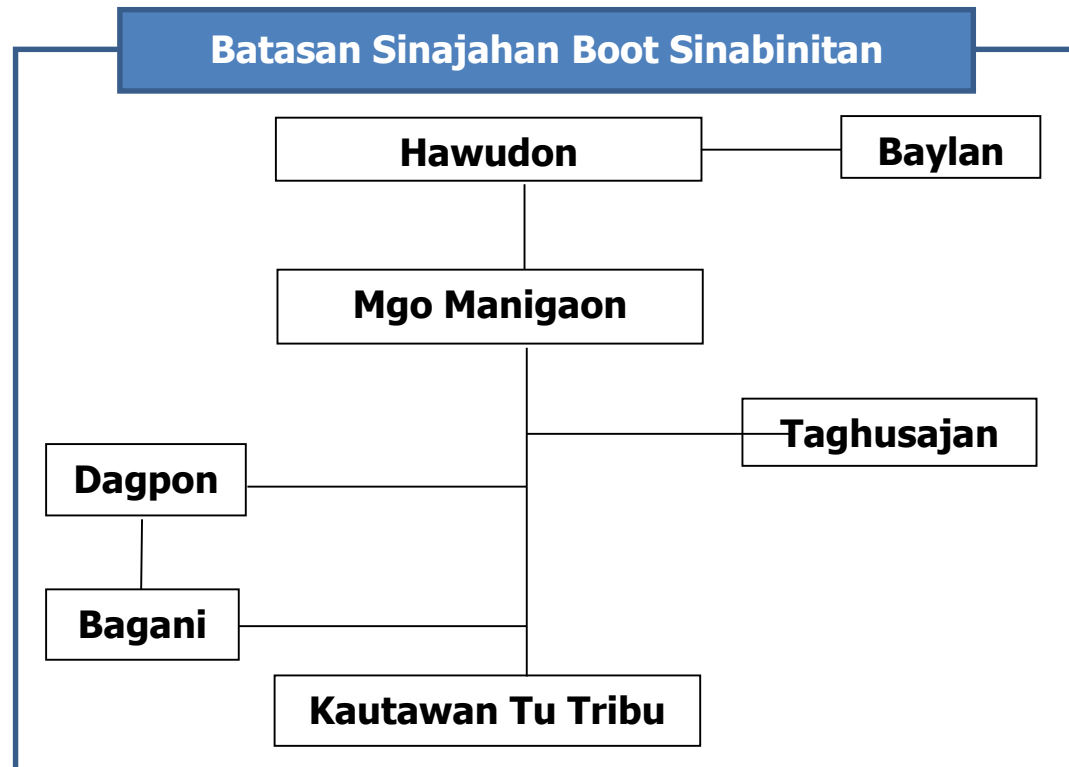 Batasan Sinajahan Boot Sinabinitan
Hawudon
Baylan
Mgo Manigaon
Taghusajan
Dagpon
Bagani
Kautawan Tu Tribu